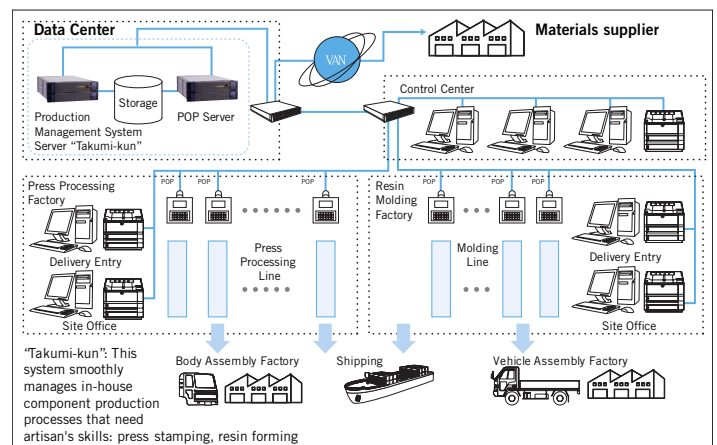 Data Center
VAN
Materials supplier
Storage
Production
Management System
Server “Takumi-kun”
POP Server
Control Center
Press Processing
Factory
POP
POP
POP
Delivery Entry
Press
Processing
Line
Site Office
Resin
Molding
Factory
POP
POP
POP
Molding
Line
Delivery Entry
Site Office
“Takumi-kun”: This
system smoothly
manages in-house
component production
processes that need
artisan's skills: press stamping, resin forming
Body Assembly Factory
Shipping
Vehicle Assembly Factory